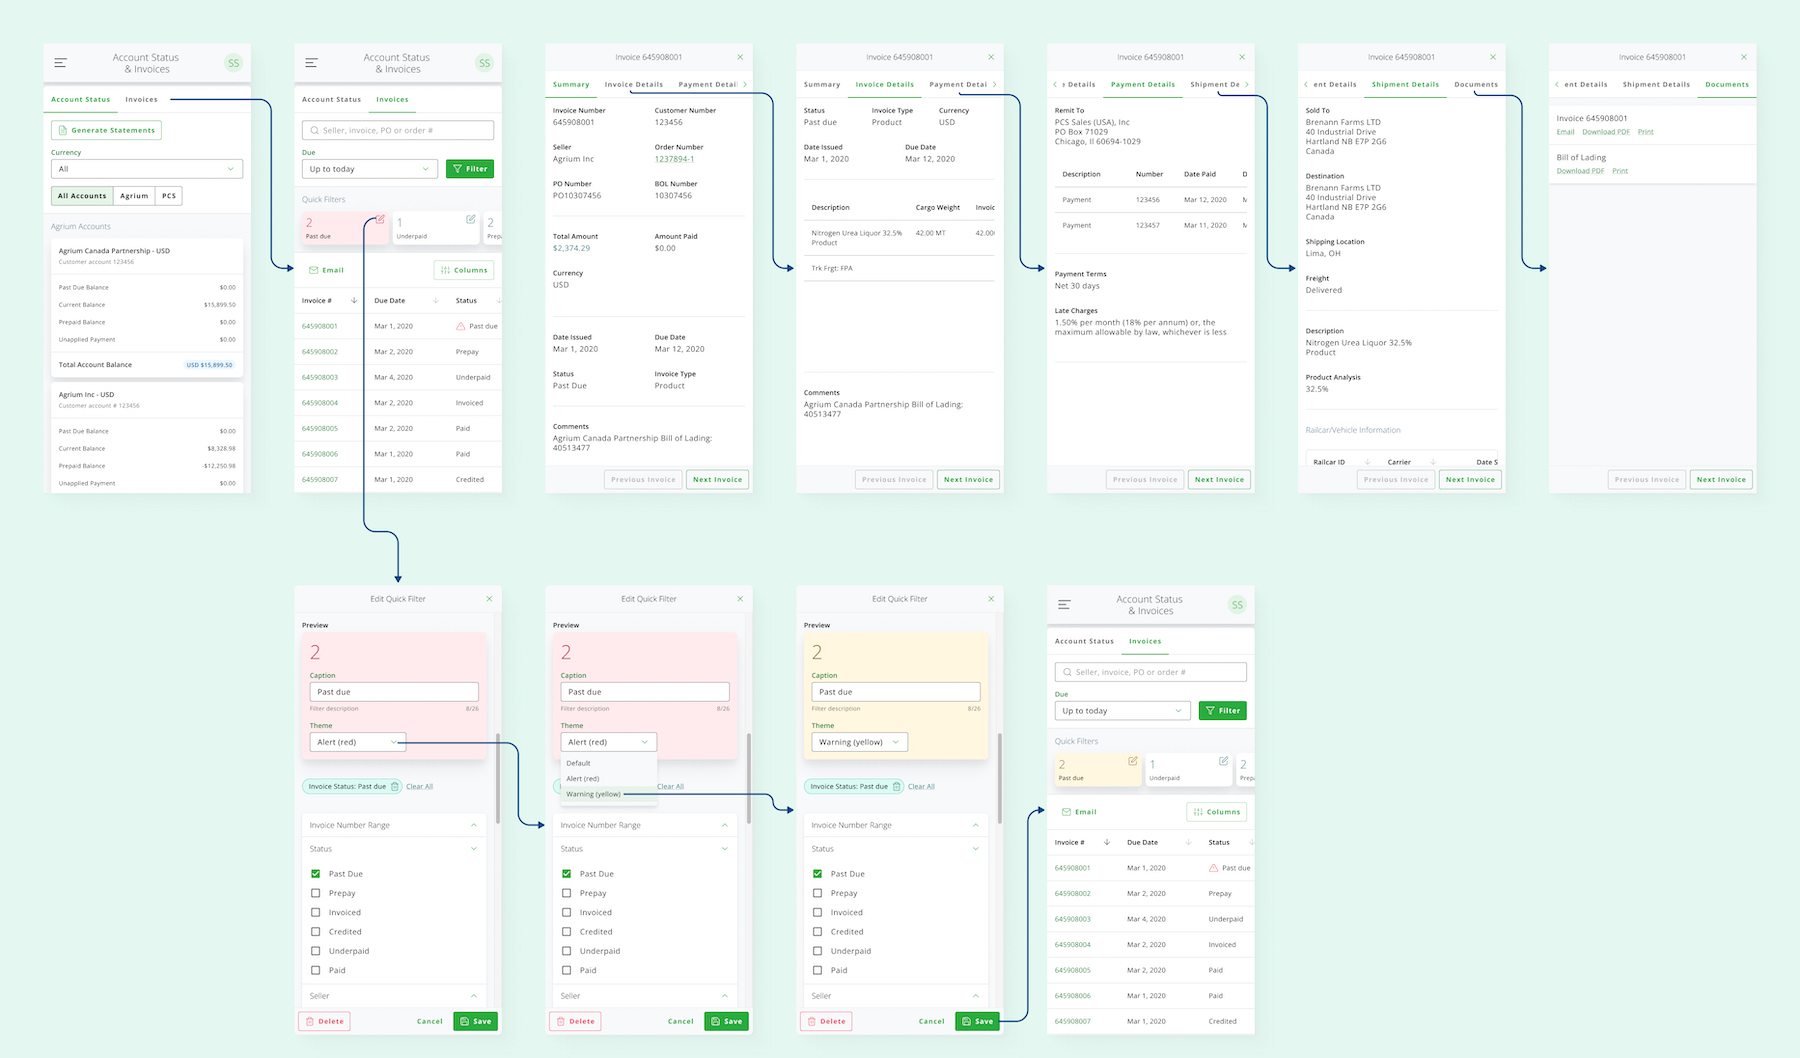 Account Status
& Invoices
SS
Account Status
Invoices
Generate Statements
Currency
All
All Accounts
Agrium
PCS
Agrium Accounts
Agrium Canada Partnership - USD
Customer account 123456
Past Due Balance
$0.00
Current Balance
$15,899.50
Prepaid Balance
$0.00
Unapplied Payment
$0.00
Total Account Balance
USD $15,899.50
Agrium Inc - USD
Customer account # 123456
Past Due Balance
$0.00
Current Balance
$8,328.98
Prepaid Balance
-$12,250.98
Unapplied Payment
$0.00
Account Status
& Invoices
SS
Account Status
Invoices
Seller, invoice, PO or order #
Due
Up to today
Filter
Quick Filters
2
Past due
1
Underpaid
2
Prepa
Email
Columns
Invoice #
Due Date
Status
645908001
Mar 1, 2020
Past due
645908002
Mar 2, 2020
Prepay
645908003
Mar 4, 2020
Underpaid
645908004
Mar 2, 2020
Invoiced
645908005
Mar 2, 2020
Paid
645908006
Mar 1, 2020
Paid
645908007
Mar 1, 2020
Credited
Invoice 645908001
Summary
Invoice Details
Payment Detail
Invoice Number
Customer Number
645908001
123456
Seller
Order Number
Agrium Inc
1237894-1
PO Number
BOL Number
PO10307456
10307456
Total Amount
Amount Paid
$2,374.29
$0.00
Currency
USD
Date Issued
Due Date
Mar 1, 2020
Mar 12, 2020
Status
Invoice Type
Past Due
Product
Comments
Agrium Canada Partnership Bill of Lading:
40513477
Previous Invoice
Next Invoice
Invoice 645908001
Summary
Invoice Details
Payment Detai
Status
Invoice Type
Currency
Past due
Product
USD
Date Issued
Due Date
Mar 1, 2020
Mar 12, 2020
Description
Cargo Weight
Invoic
Nitrogen Urea Liquor 32.5%
Product
42.00 MT
42.00
Trk Frgt: FPA
Comments
Agrium Canada Partnership Bill of Lading:
40513477
Previous Invoice
Next Invoice
Invoice 645908001
e Details
Payment Details
Shipment De
Remit To
PCS Sales (USA), Inc
PO Box 71029
Chicago, Il 60694-1029
Description
Number
Date Paid
D
Payment
123456
Mar 12, 2020
M
Payment
123457
Mar 11, 2020
M
Payment Terms
Net 30 days
Late Charges
1.50% per month (18% per annum) or, the
maximum allowable by law, whichever is less
Previous Invoice
Next Invoice
Invoice 645908001
ent Details
Shipment Details
Documents
Sold To
Brenann Farms LTD
40 Industrial Drive
Hartland NB E7P 2G6
Canada
Destination
Brenann Farms LTD
40 Industrial Drive
Hartland NB E7P 2G6
Canada
Shipping Location
Lima, OH
Freight
Delivered
Description
Nitrogen Urea Liquor 32.5%
Product
Product Analysis
32.5%
Railcar/Vehicle Information
Railcar ID
Carrier
Date S
Previous Invoice
Next Invoice
Invoice 645908001
ent Details
Shipment Details
Documents
Invoice 645908001
Email
Download PDF
Print
Bill of Lading
Download PDF
Print
Previous Invoice
Next Invoice
Edit Quick Filter
Preview
2
Caption
Past due
Filter description
8/26
Theme
Alert (red)
Invoice Status: Past due
Clear All
Invoice Number Range
Status
Past Due
Prepay
Invoiced
Credited
Underpaid
Paid
Seller
Delete
Cancel
Save
Edit Quick Filter
Preview
2
Caption
Past due
Filter description
8/26
Theme
Alert (red)
Default
Alert (red)
Warning (yellow)
Clear All
Invoice Number Range
Status
Past Due
Prepay
Invoiced
Credited
Underpaid
Paid
Seller
Delete
Cancel
Save
Edit Quick Filter
Preview
2
Caption
Past due
Filter description
8/26
Theme
Warning (yellow)
Invoice Status: Past due
Clear All
Invoice Number Range
Status
Past Due
Prepay
Invoiced
Credited
Underpaid
Paid
Seller
Delete
Cancel
Save
Account Status
& Invoices
SS
Account Status
Invoices
Seller, invoice, PO or order #
Due
Up to today
Filter
Quick Filters
2
Past due
1
Underpaid
2
Prepa
Email
Columns
Invoice #
Due Date
Status
645908001
Mar 1, 2020
Past due
645908002
Mar 2, 2020
Prepay
645908003
Mar 4, 2020
Underpaid
645908004
Mar 2, 2020
Invoiced
645908005
Mar 2, 2020
Paid
645908006
Mar 1, 2020
Paid
645908007
Mar 1, 2020
Credited